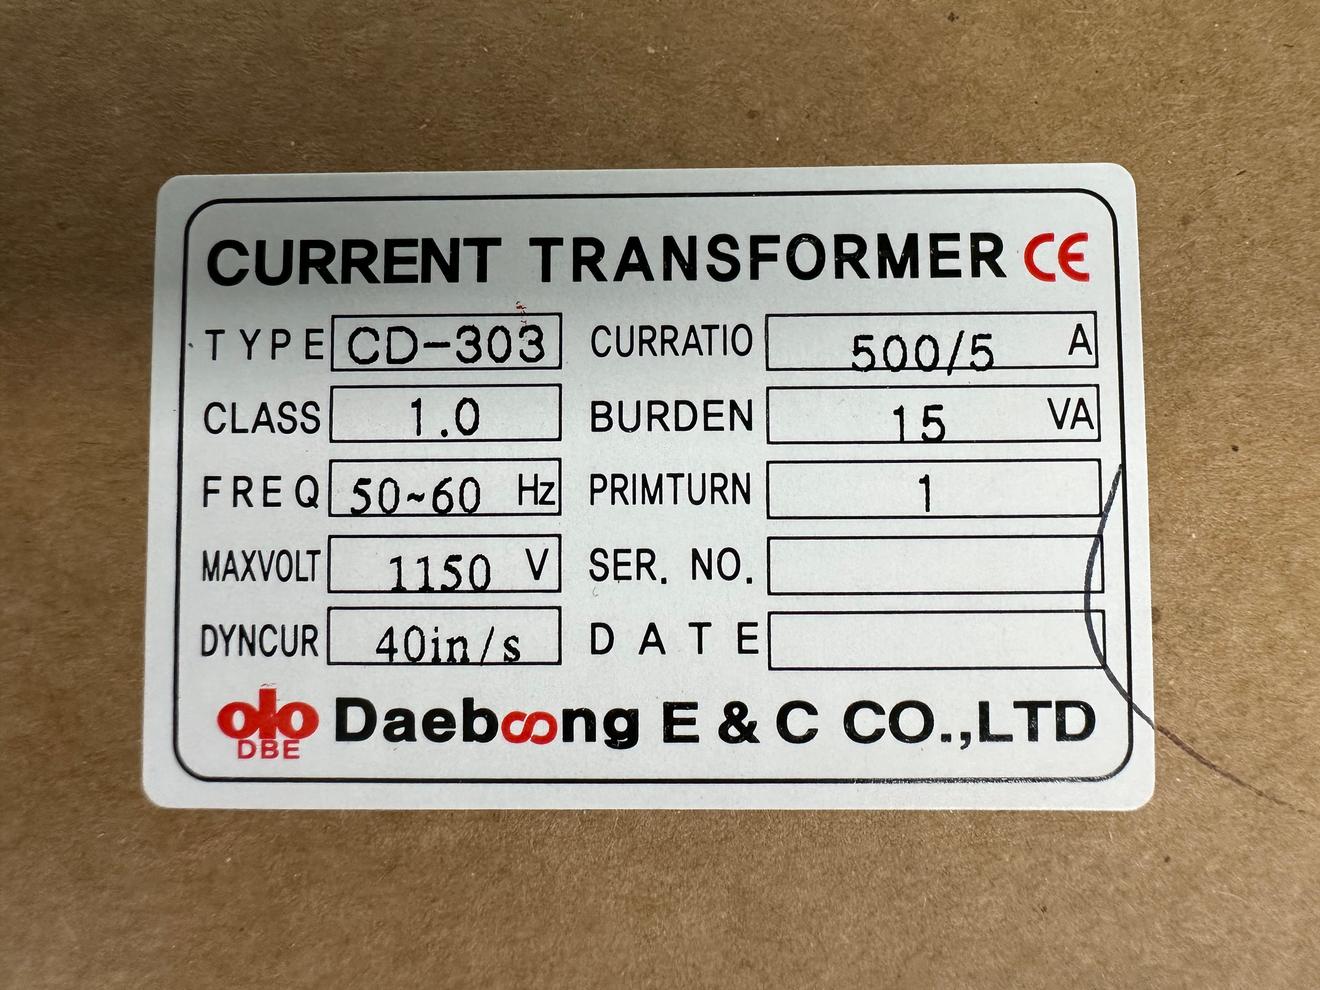 CURRENT TRANSFORMER CE
TYPE CD-303 CURRATIO 500/5 A
CLASS 1.0 BURDEN 15 VA
FREQ 50~60 Hz PRIMTURN 1
MAXVOLT 1150 V SER. NO.
DYNCUR 40in/s DATE
DBE Daeboong E & C CO.,LTD